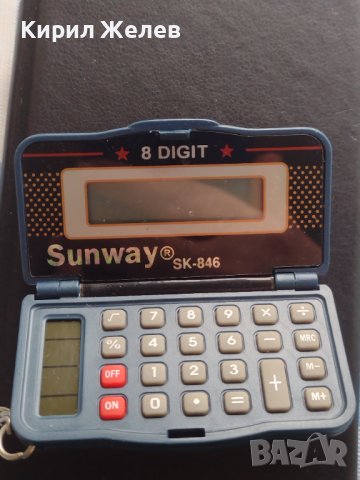 Кирил Желев
★ 8 DIGIT ★
Sunway® SK-846
√ 7 8 9 × ÷
% 4 5 6 − MRC
OFF 1 2 3 + M−
ON 0 • = M+
BAZAR